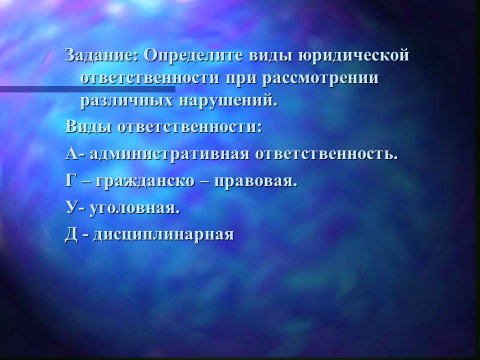 Задание: Определите виды юридической
ответственности при рассмотрении
различных нарушений.
Виды ответственности:
А- административная ответственность.
Г – гражданско – правовая.
У- уголовная.
Д - дисциплинарная